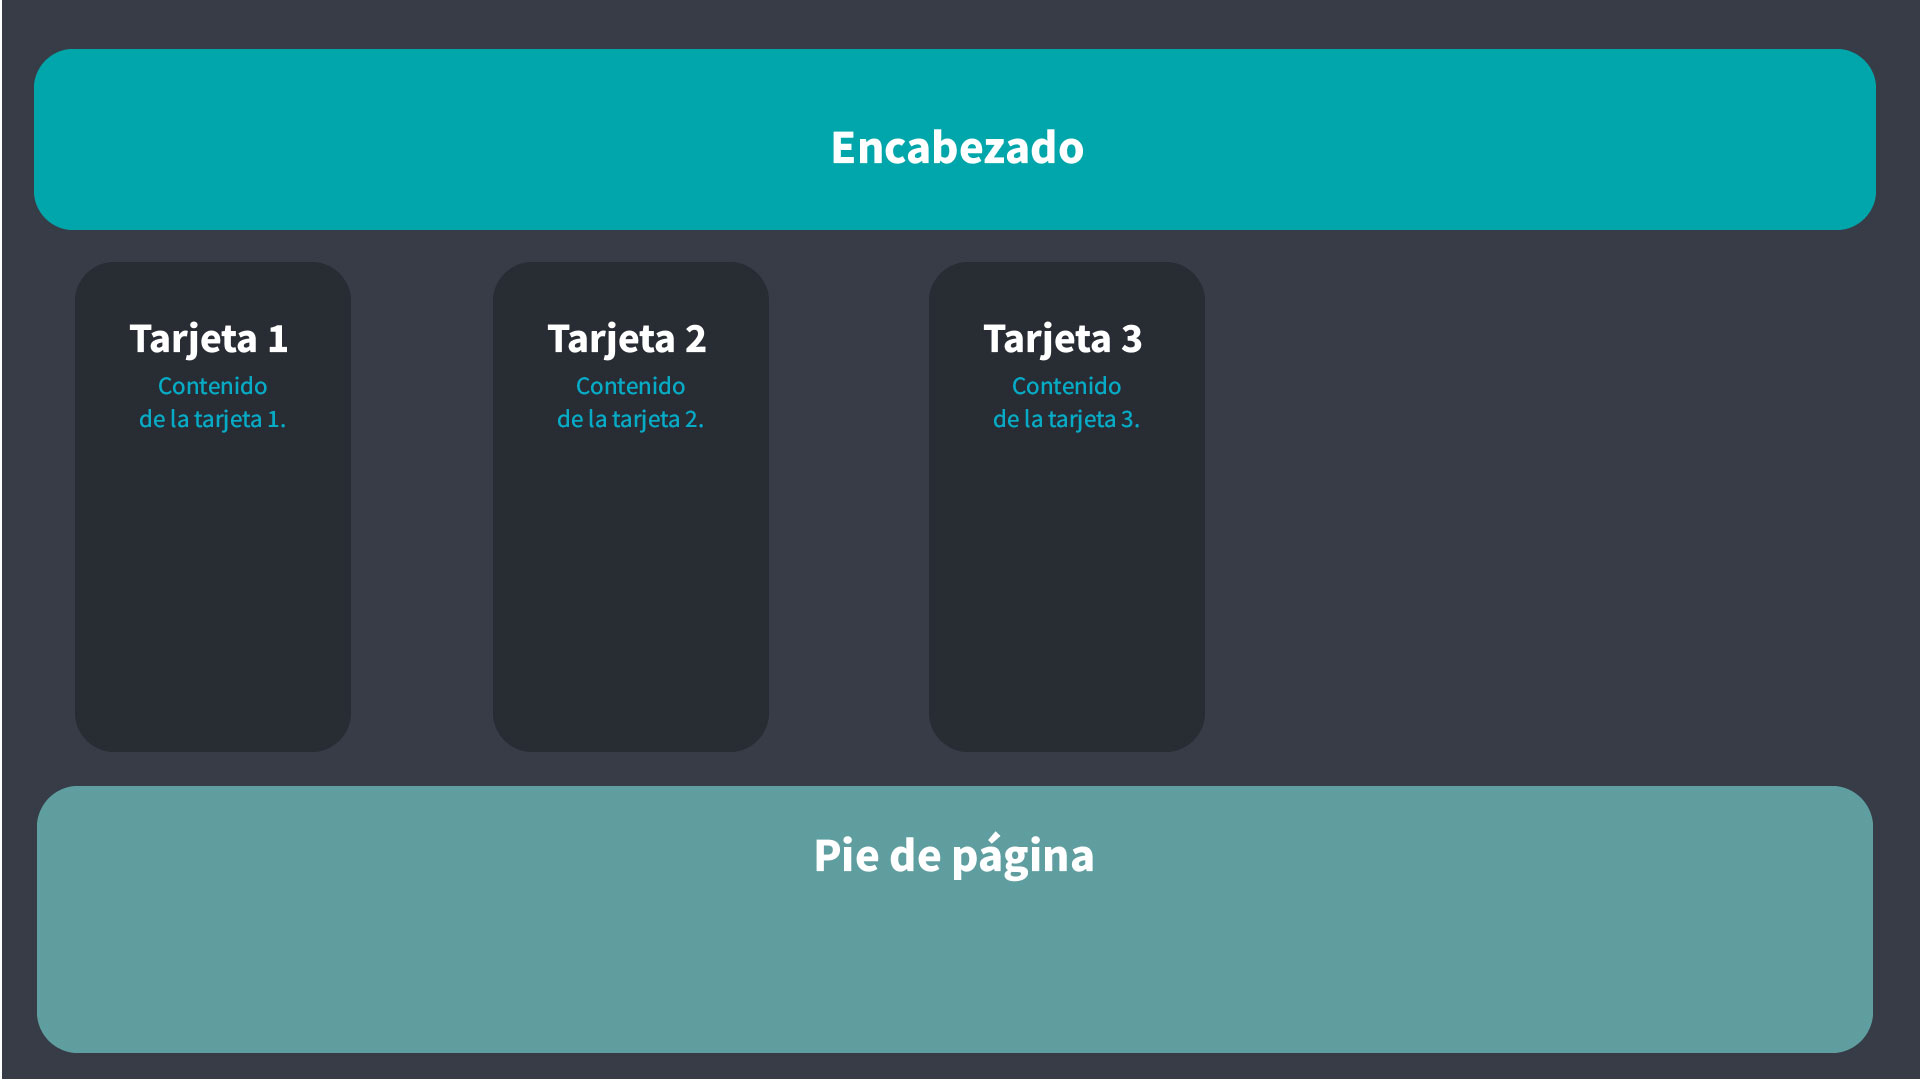 Encabezado
Tarjeta 1
Contenido
de la tarjeta 1.
Tarjeta 2
Contenido
de la tarjeta 2.
Tarjeta 3
Contenido
de la tarjeta 3.
Pie de página